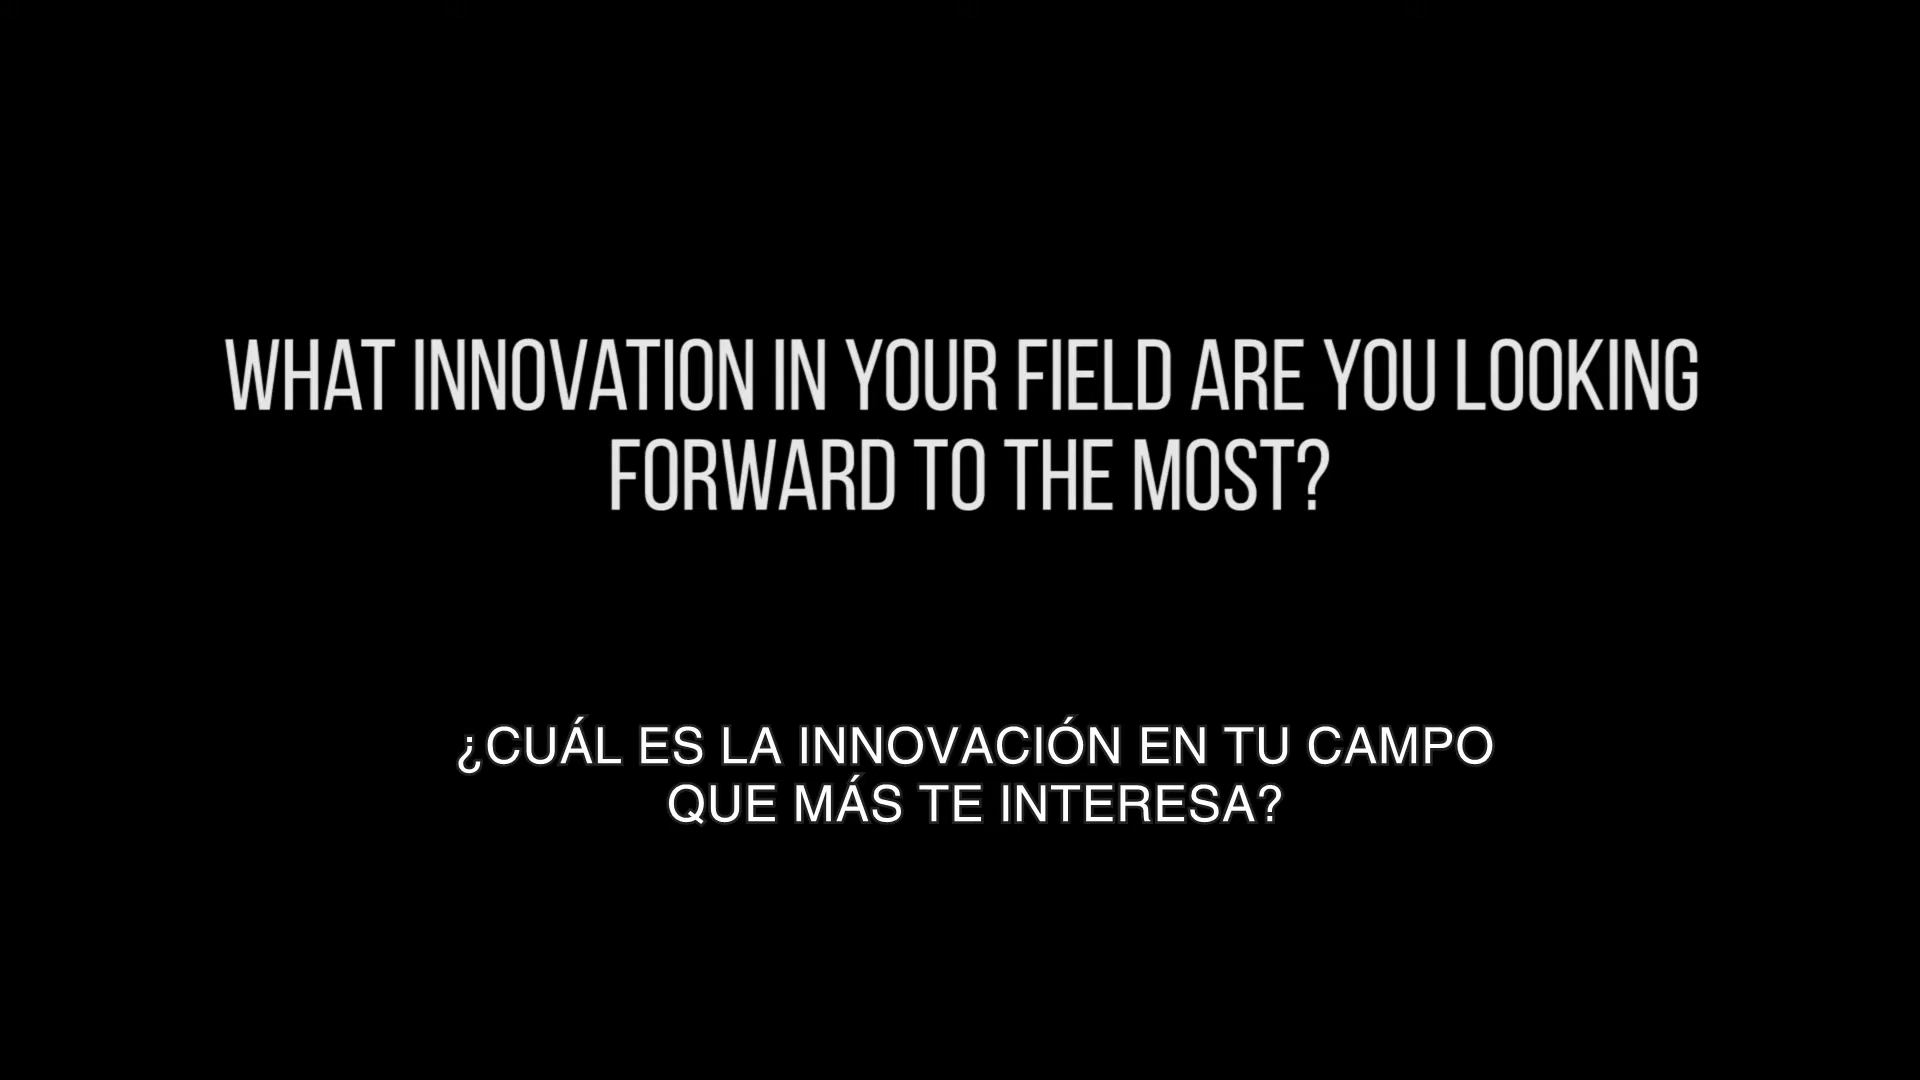 WHAT INNOVATION IN YOUR FIELD ARE YOU LOOKING
FORWARD TO THE MOST?
¿CUÁL ES LA INNOVACIÓN EN TU CAMPO
QUE MÁS TE INTERESA?